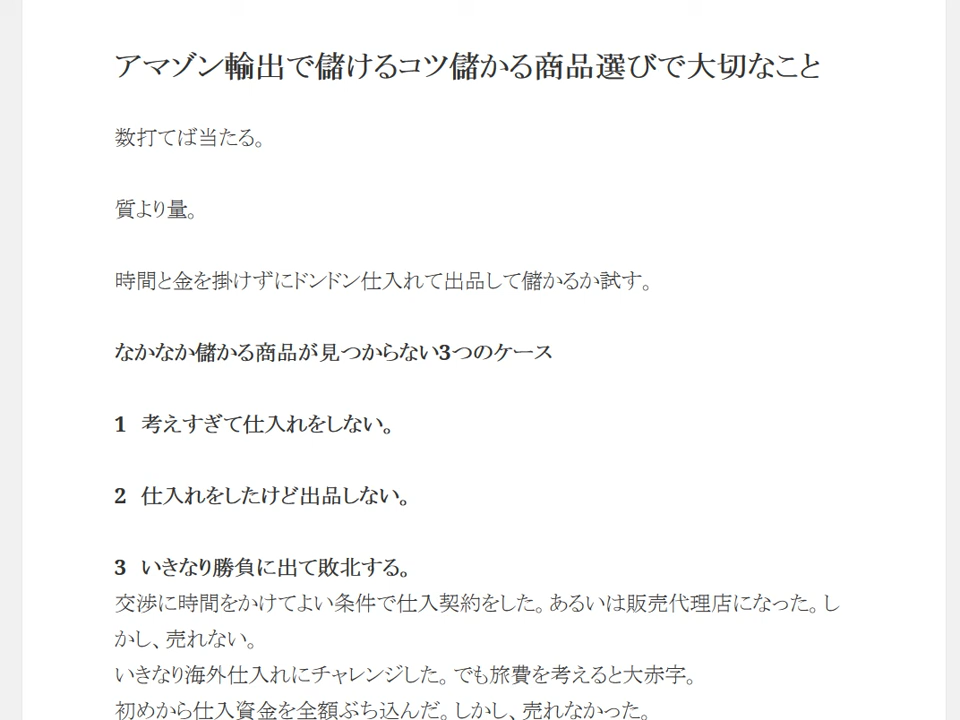 アマゾン輸出で儲けるコツ儲かる商品選びで大切なこと
数打てば当たる。
質より量。
時間と金を掛けずにドンドン仕入れて出品して儲かるか試す。
なかなか儲かる商品が見つからない3つのケース
1 考えすぎて仕入れをしない。
2 仕入れをしたけど出品しない。
3 いきなり勝負に出て敗北する。
交渉に時間をかけてよい条件で仕入契約をした。あるいは販売代理店になった。し
かし、売れない。
いきなり海外仕入れにチャレンジした。でも旅費を考えると大赤字。
初めから仕入資金を全額ぶち込んだ。しかし、売れなかった。